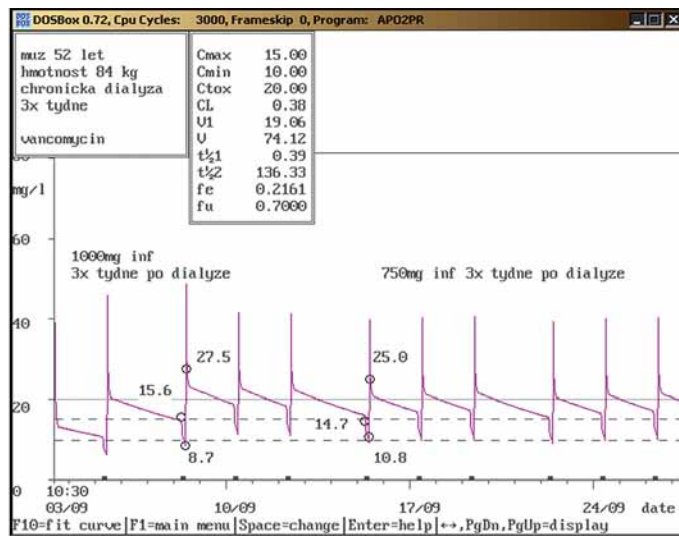 DOSBox 0.72, Cpu Cycles: 3000, Frameskip 0, Program: APO2PR
muz 52 let
hmotnost 84 kg
chronicka dialyza
3x tydne
vancomycin
Cmax 15.00
Cmin 10.00
Ctox 20.00
CL 0.38
V1 19.06
V 74.12
t½1 0.39
t½2 136.33
fe 0.2161
fu 0.7000
80
mg/l
60
1000mg inf
3x tydne po dialyze
750mg inf 3x tydne po dialyze
40
27.5
25.0
15.6
20
14.7
8.7
10.8
0
10:30
03/09
10/09
17/09
24/09
date
F10=fit curve|F1=main menu|Space=change|Enter=help|↔,PgDn,PgUp=display